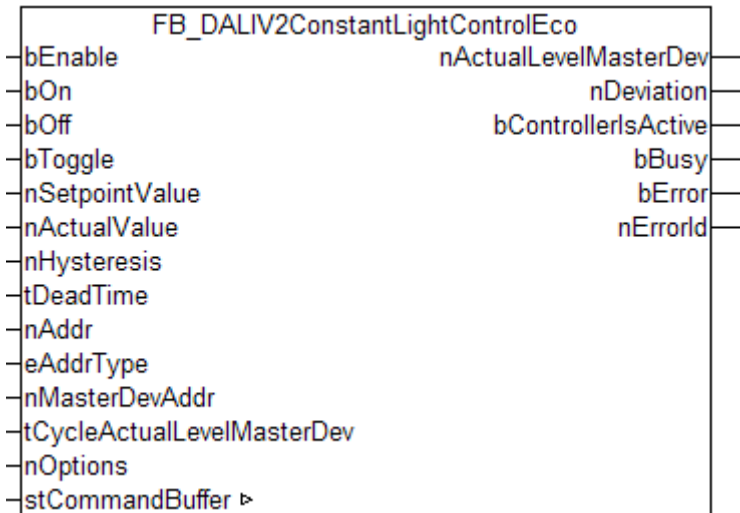 FB_DALIV2ConstantLightControlEco
bEnable nActualLevelMasterDev
bOn nDeviation
bOff bControllerIsActive
bToggle bBusy
nSetpointValue bError
nActualValue nErrorId
nHysteresis
tDeadTime
nAddr
eAddrType
nMasterDevAddr
tCycleActualLevelMasterDev
nOptions
stCommandBuffer ▹